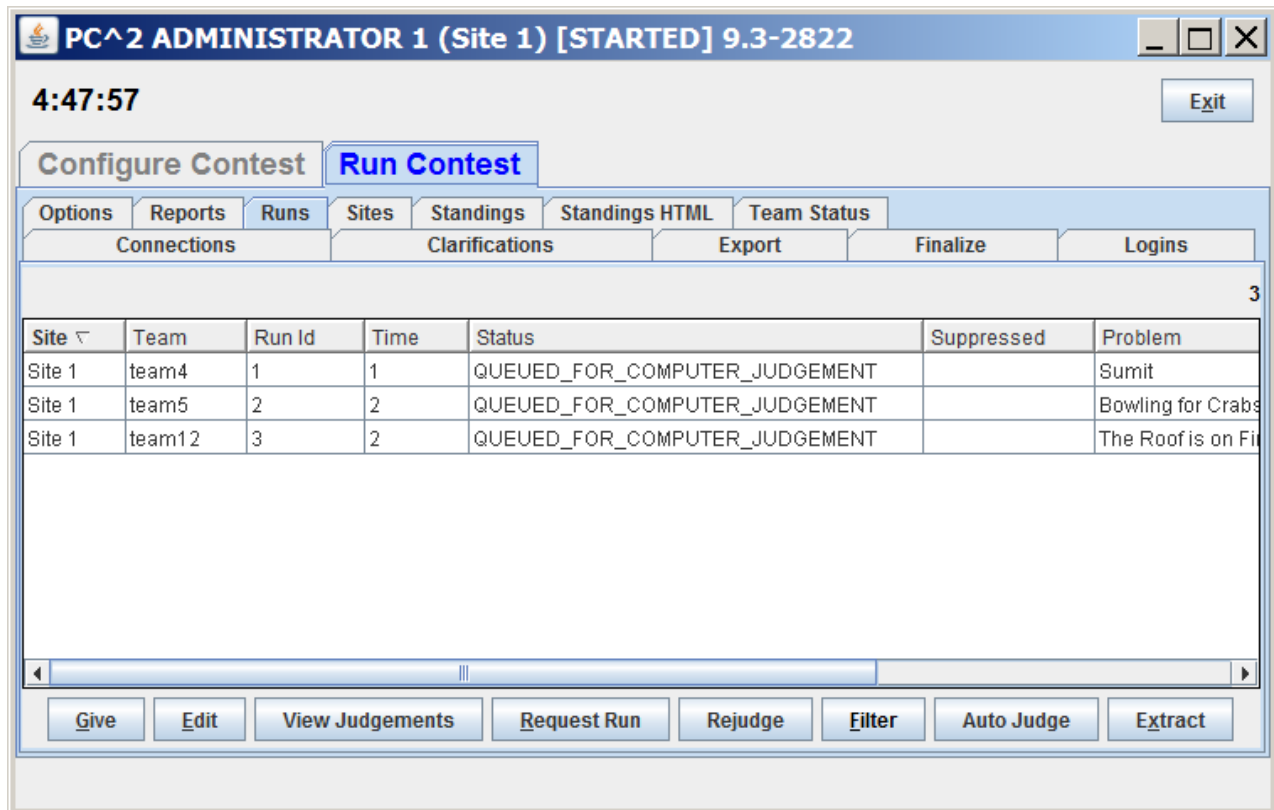 PC^2 ADMINISTRATOR 1 (Site 1) [STARTED] 9.3-2822
4:47:57 Exit
Configure Contest Run Contest
Options Reports Runs Sites Standings Standings HTML Team Status
Connections Clarifications Export Finalize Logins
3
Site Team Run Id Time Status Suppressed Problem
Site 1 team4 1 1 QUEUED_FOR_COMPUTER_JUDGEMENT Sumit
Site 1 team5 2 2 QUEUED_FOR_COMPUTER_JUDGEMENT Bowling for Crabs
Site 1 team12 3 2 QUEUED_FOR_COMPUTER_JUDGEMENT The Roof is on
Give Edit View Judgements Request Run Rejudge Filter Auto Judge Extract